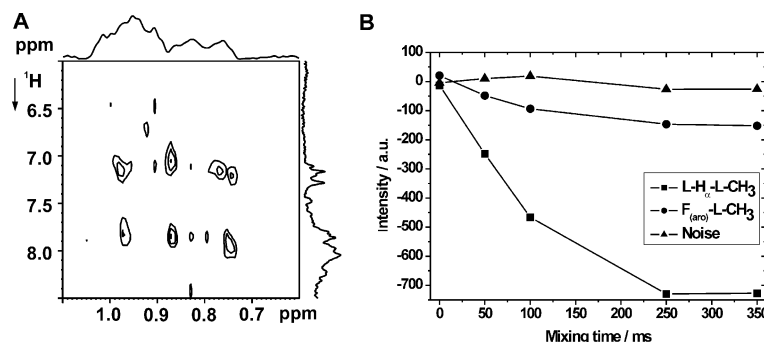 A
ppm
¹H
6.5
7.0
7.5
8.0
1.0 0.9 0.8 0.7 ppm
B
Intensity / a.u.
100
0
-100
-200
-300
-400
-500
-600
-700
L-Hα-L-CH3
F(aro)-L-CH3
Noise
0 50 100 150 200 250 300 350
Mixing time / ms